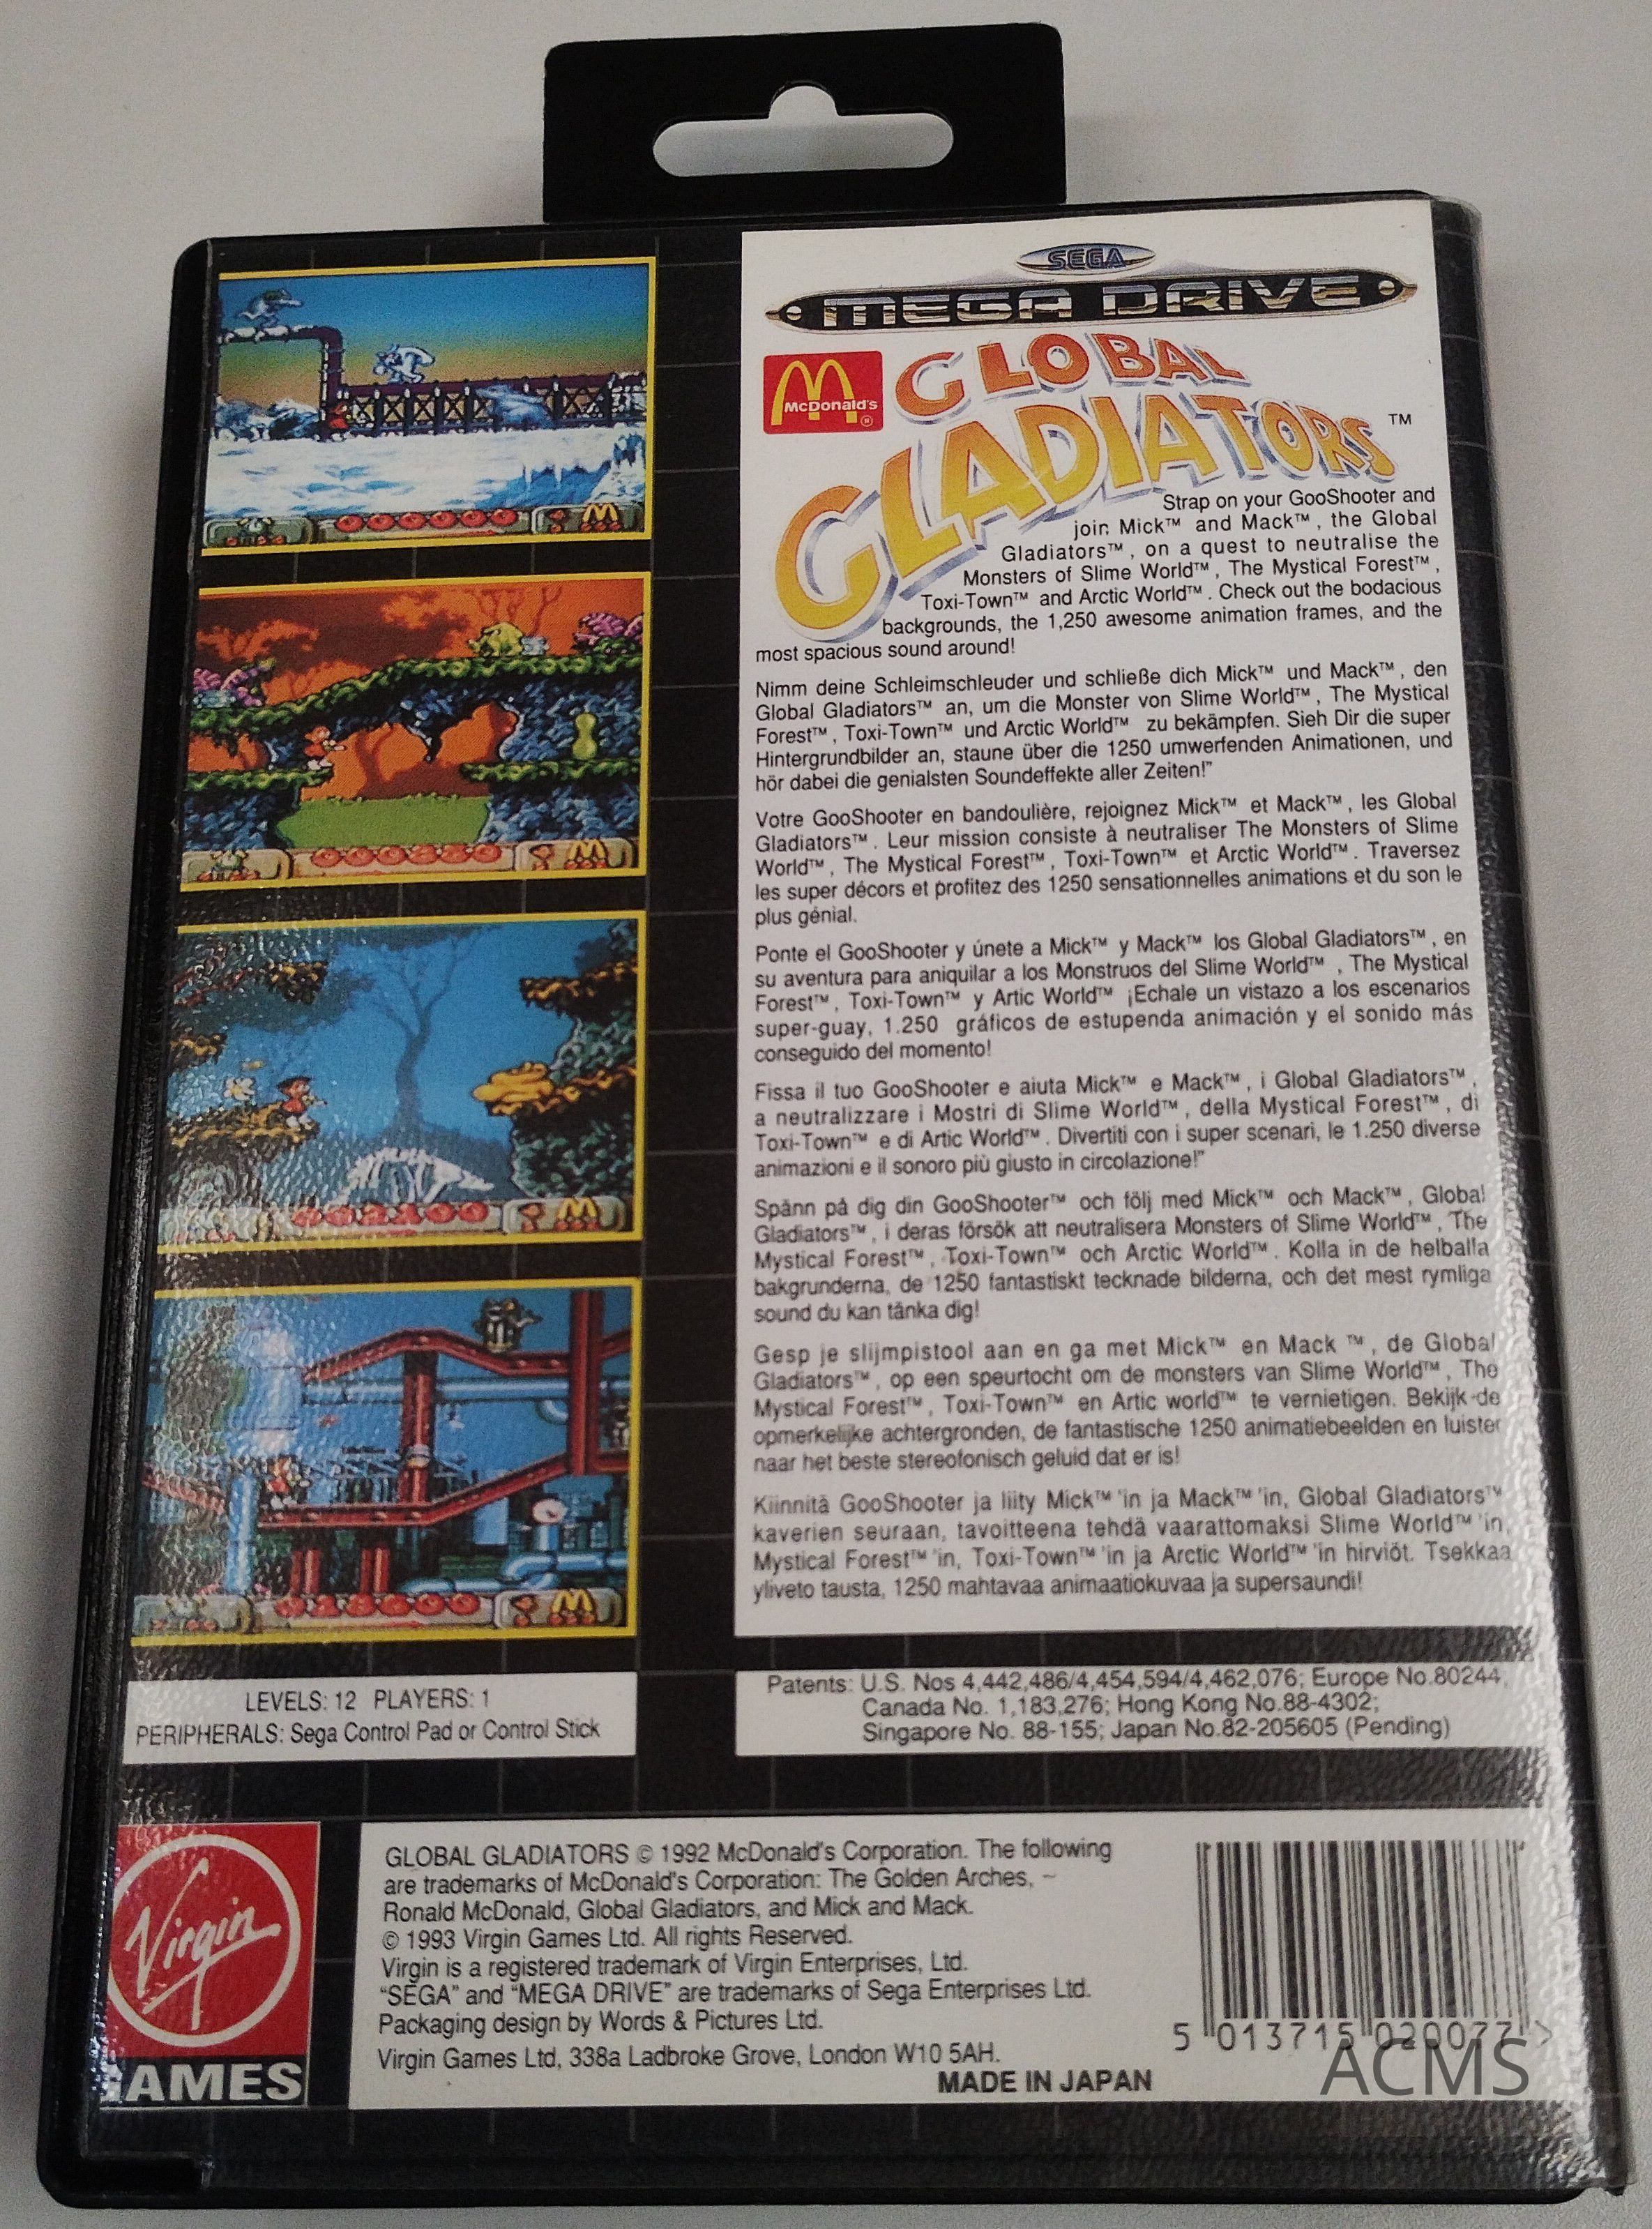 SEGA
MEGA DRIVE
McDonald's ®
GLOBAL
GLADIATORS ™
Strap on your GooShooter and
join Mick™ and Mack™, the Global
Gladiators™, on a quest to neutralise the
Monsters of Slime World™, The Mystical Forest™,
Toxi-Town™ and Arctic World™. Check out the bodacious
backgrounds, the 1,250 awesome animation frames, and the
most spacious sound around!
Nimm deine Schleimschleuder und schließe dich Mick™ und Mack™, den
Global Gladiators™ an, um die Monster von Slime World™, The Mystical
Forest™, Toxi-Town™ und Arctic World™ zu bekämpfen. Sieh Dir die super
Hintergrundbilder an, staune über die 1250 umwerfenden Animationen, und
hör dabei die genialsten Soundeffekte aller Zeiten!"
Votre GooShooter en bandoulière, rejoignez Mick™ et Mack™, les Global
Gladiators™. Leur mission consiste à neutraliser The Monsters of Slime
World™, The Mystical Forest™, Toxi-Town™ et Arctic World™. Traversez
les super décors et profitez des 1250 sensationnelles animations et du son le
plus génial.
Ponte el GooShooter y únete a Mick™ y Mack™ los Global Gladiators™, en
su aventura para aniquilar a los Monstruos del Slime World™, The Mystical
Forest™, Toxi-Town™ y Artic World™ ¡Echale un vistazo a los escenarios
super-guay, 1.250 gráficos de estupenda animación y el sonido más
conseguido del momento!
Fissa il tuo GooShooter e aiuta Mick™ e Mack™, i Global Gladiators™,
a neutralizzare i Mostri di Slime World™, della Mystical Forest™, di
Toxi-Town™ e di Artic World™. Divertiti con i super scenari, le 1.250 diverse
animazioni e il sonoro più giusto in circolazione!"
Spänn på dig din GooShooter™ och följ med Mick™ och Mack™, Global
Gladiators™, i deras försök att neutralisera Monsters of Slime World™, The
Mystical Forest™, Toxi-Town™ och Arctic World™. Kolla in de helballa
bakgrunderna, de 1250 fantastiskt tecknade bilderna, och det mest rymliga
sound du kan tänka dig!
Gesp je slijmpistool aan en ga met Mick™ en Mack ™, de Global
Gladiators™, op een speurtocht om de monsters van Slime World™, The
Mystical Forest™, Toxi-Town™ en Artic world™ te vernietigen. Bekijk de
opmerkelijke achtergronden, de fantastische 1250 animatiebeelden en luister
naar het beste stereofonisch geluid dat er is!
Kiinnitä GooShooter ja liity Mick™'in ja Mack™'in, Global Gladiators™
kaverien seuraan, tavoitteena tehdä vaarattomaksi Slime World™'in,
Mystical Forest™'in, Toxi-Town™'in ja Arctic World™'in hirviöt. Tsekkaa
yliveto tausta, 1250 mahtavaa animaatiokuvaa ja supersaundi!
LEVELS: 12 PLAYERS: 1
PERIPHERALS: Sega Control Pad or Control Stick
Patents: U.S. Nos 4,442,486/4,454,594/4,462,076; Europe No.80244;
Canada No. 1,183,276; Hong Kong No.88-4302;
Singapore No. 88-155; Japan No.82-205605 (Pending)
Virgin
GAMES
GLOBAL GLADIATORS © 1992 McDonald's Corporation. The following
are trademarks of McDonald's Corporation: The Golden Arches,
Ronald McDonald, Global Gladiators, and Mick and Mack.
© 1993 Virgin Games Ltd. All rights Reserved.
Virgin is a registered trademark of Virgin Enterprises, Ltd.
"SEGA" and "MEGA DRIVE" are trademarks of Sega Enterprises Ltd.
Packaging design by Words & Pictures Ltd.
Virgin Games Ltd, 338a Ladbroke Grove, London W10 5AH.
MADE IN JAPAN
5 013715 020077 >
ACMS